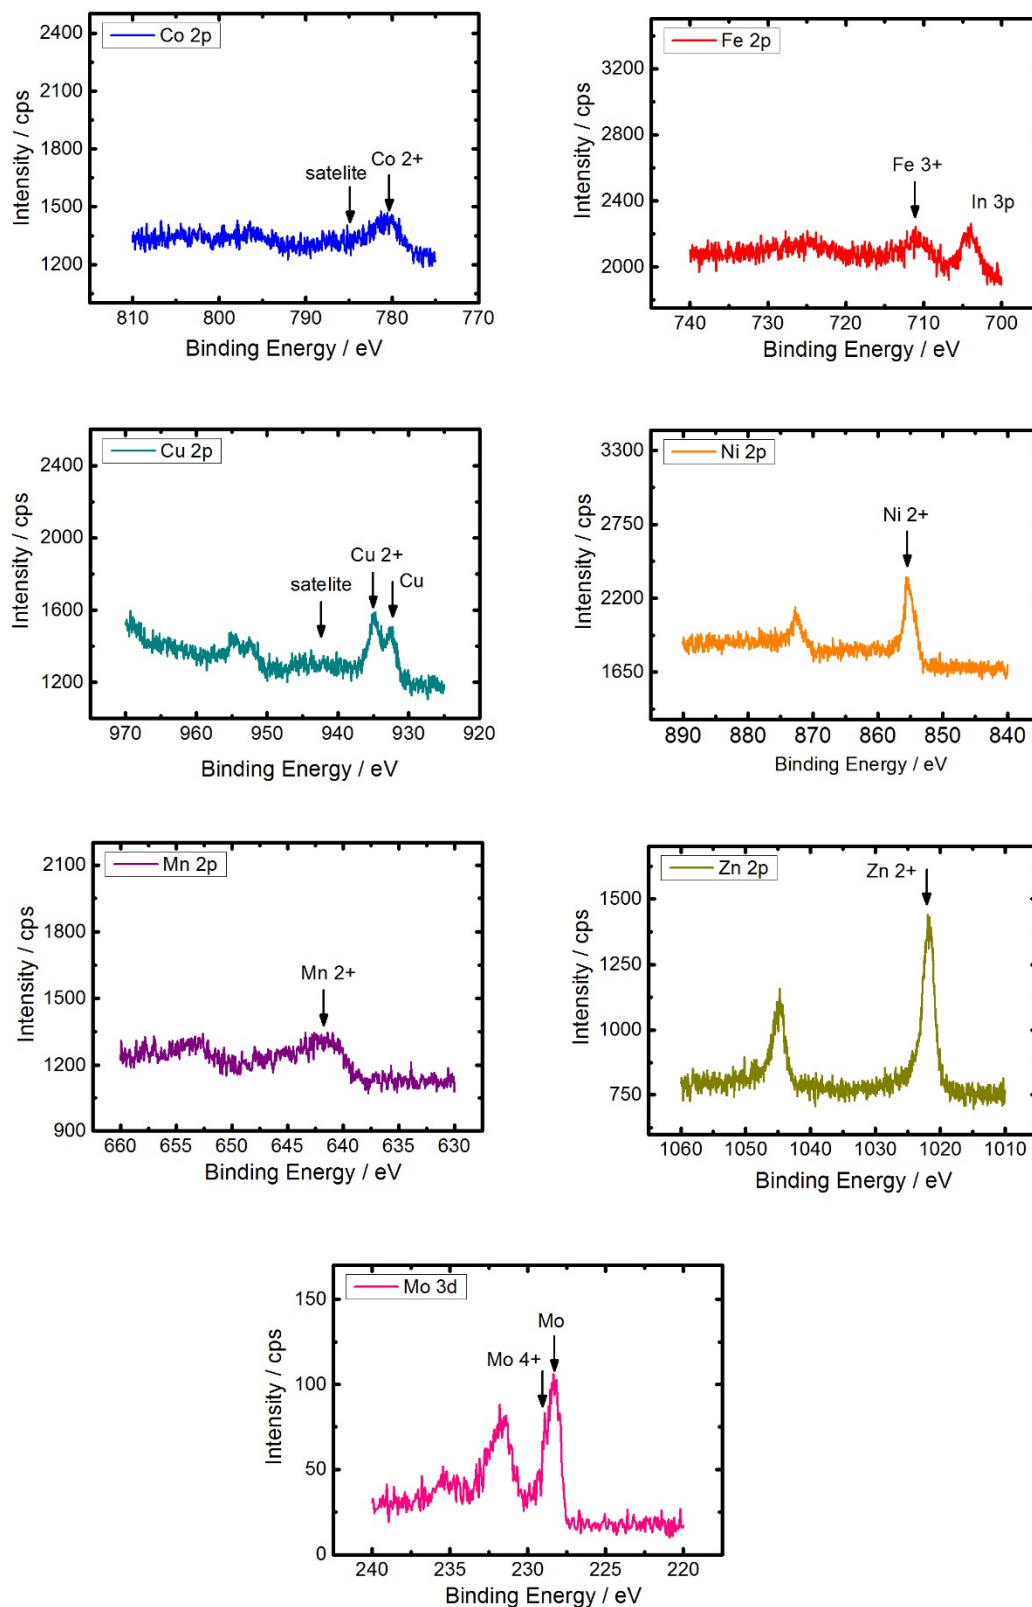 Co 2p
2400
2100
1800
1500
1200
satelite
Co 2+
810 800 790 780 770
Binding Energy / eV
Intensity / cps
Fe 2p
3200
2800
2400
2000
Fe 3+
In 3p
740 730 720 710 700
Binding Energy / eV
Intensity / cps
Cu 2p
2400
2000
1600
1200
satelite
Cu 2+
Cu
970 960 950 940 930 920
Binding Energy / eV
Intensity / cps
Ni 2p
3300
2750
2200
1650
Ni 2+
890 880 870 860 850 840
Binding Energy / eV
Intensity / cps
Mn 2p
2100
1800
1500
1200
900
Mn 2+
660 655 650 645 640 635 630
Binding Energy / eV
Intensity / cps
Zn 2p
1500
1250
1000
750
Zn 2+
1060 1050 1040 1030 1020 1010
Binding Energy / eV
Intensity / cps
Mo 3d
150
100
50
0
Mo
Mo 4+
240 235 230 225 220
Binding Energy / eV
Intensity / cps